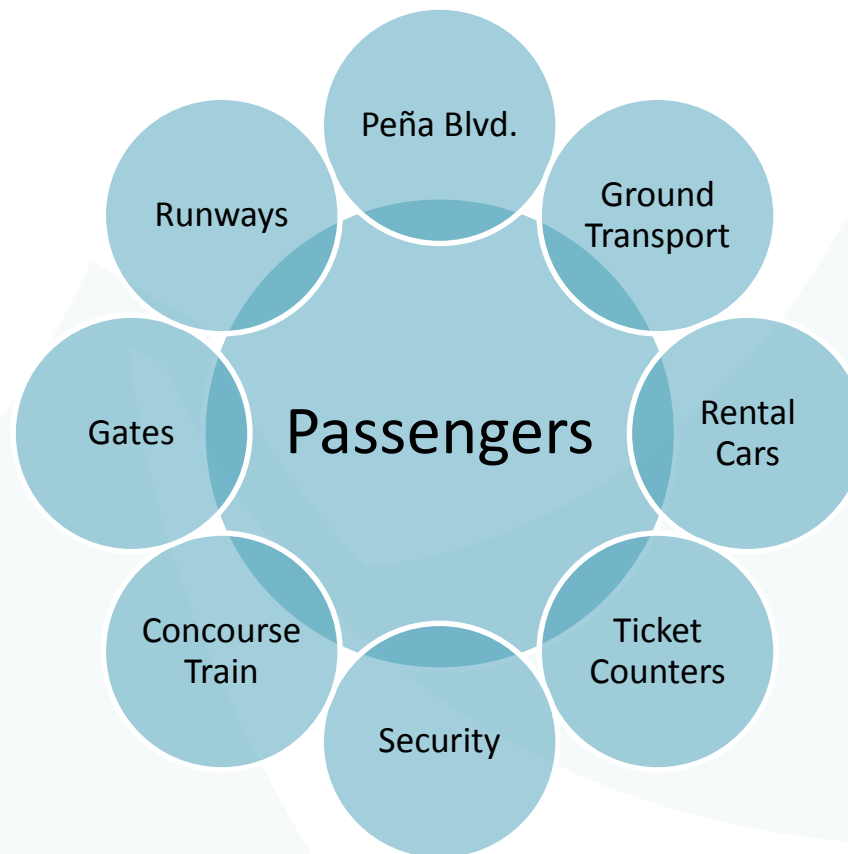 Peña Blvd.
Ground
Transport
Rental
Cars
Ticket
Counters
Security
Concourse
Train
Gates
Runways
Passengers